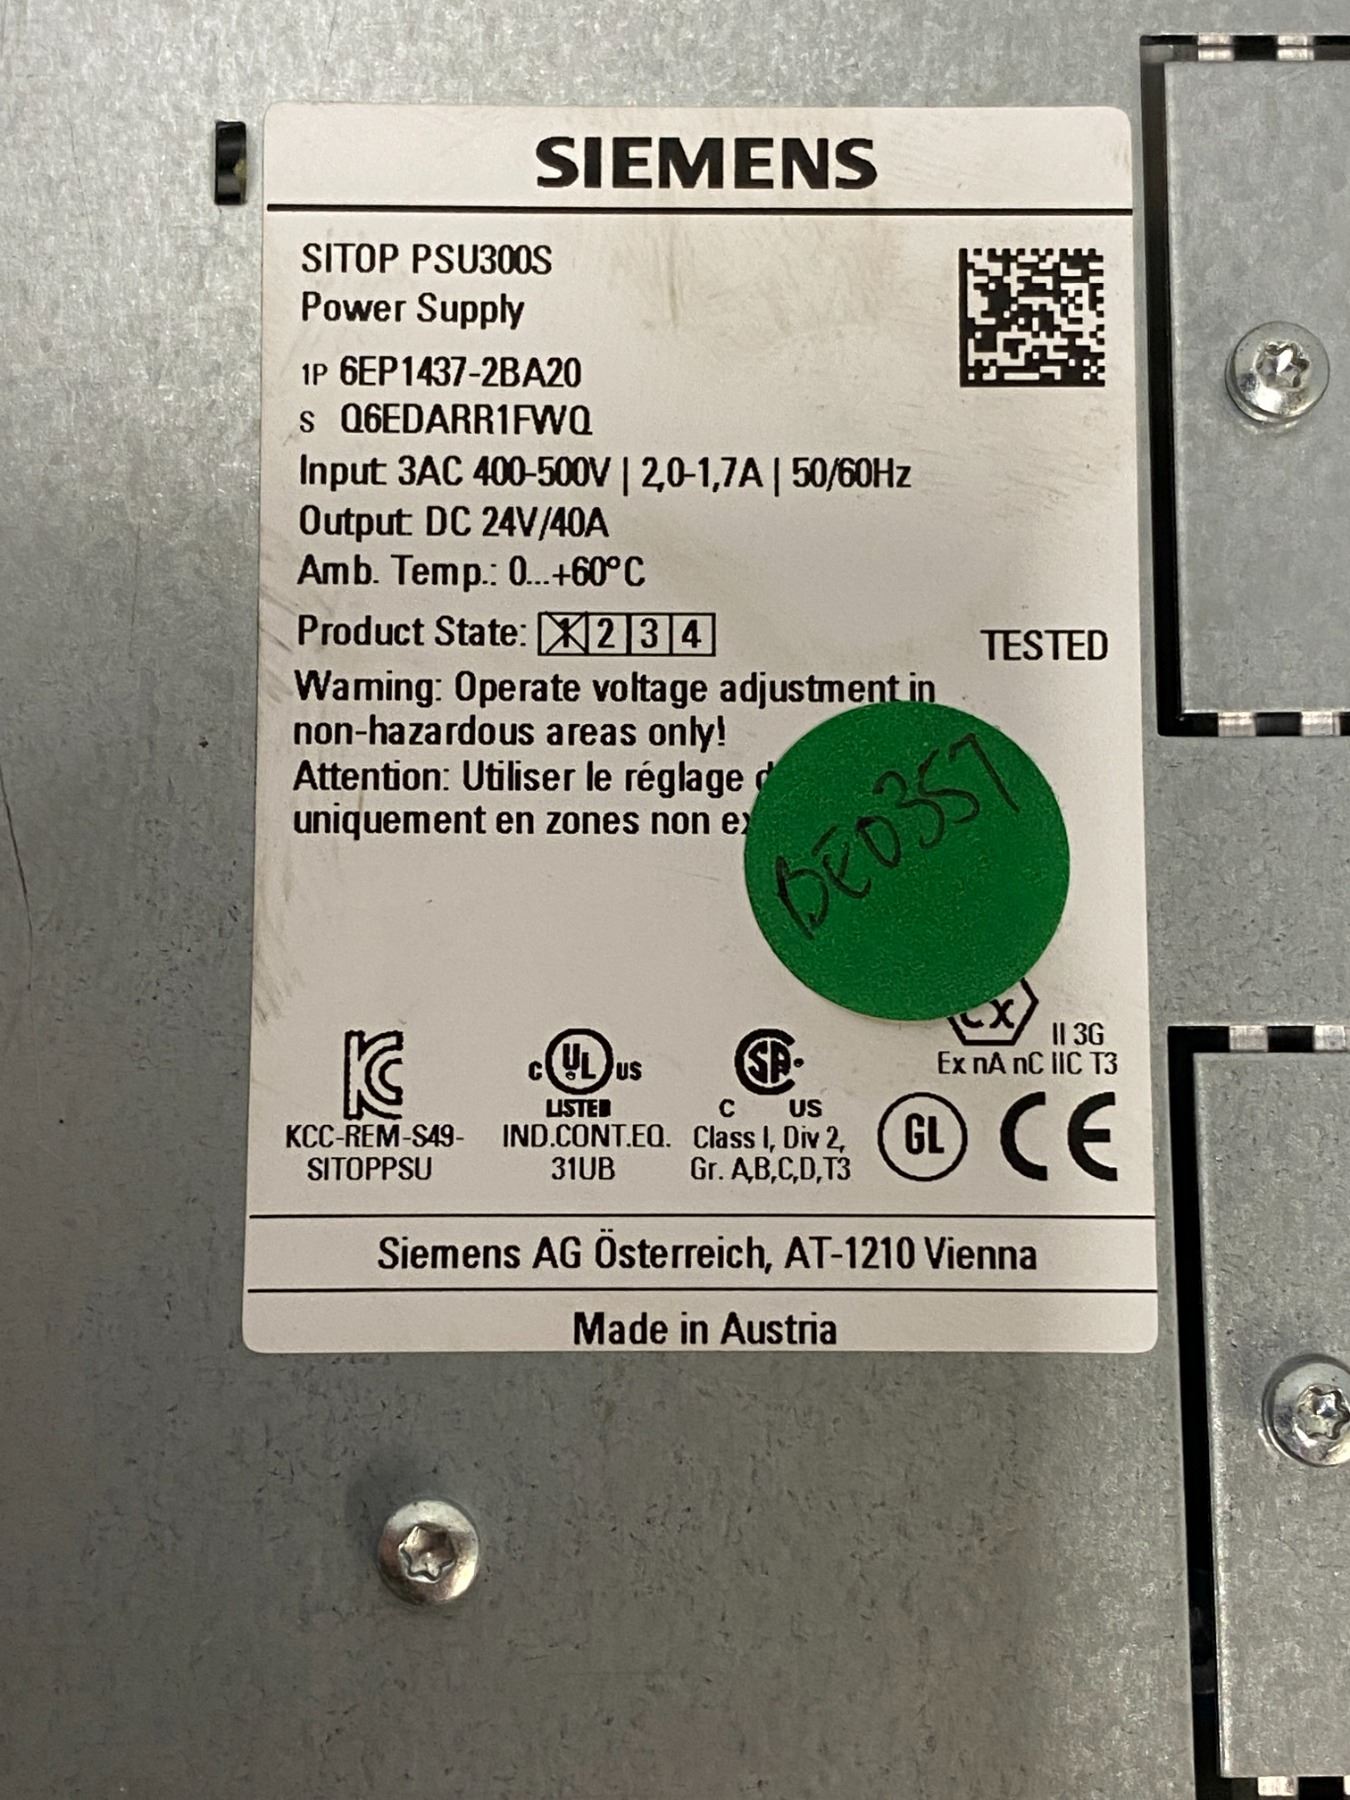 SIEMENS
SITOP PSU300S
Power Supply
1P 6EP1437-2BA20
S Q6EDARR1FWQ
Input: 3AC 400-500V | 2,0-1,7A | 50/60Hz
Output: DC 24V/40A
Amb. Temp.: 0...+60°C
Product State: 1 2 3 4
TESTED
Warning: Operate voltage adjustment in
non-hazardous areas only!
Attention: Utiliser le réglage
uniquement en zones non
BE0357
II 3G
Ex nA nC IIC T3
KCC-REM-S49-
SITOPPSU
C UL US
LISTED
IND.CONT.EQ.
31UB
SA
C US
Class I, Div 2,
Gr. A,B,C,D,T3
GL
CE
Siemens AG Österreich, AT-1210 Vienna
Made in Austria